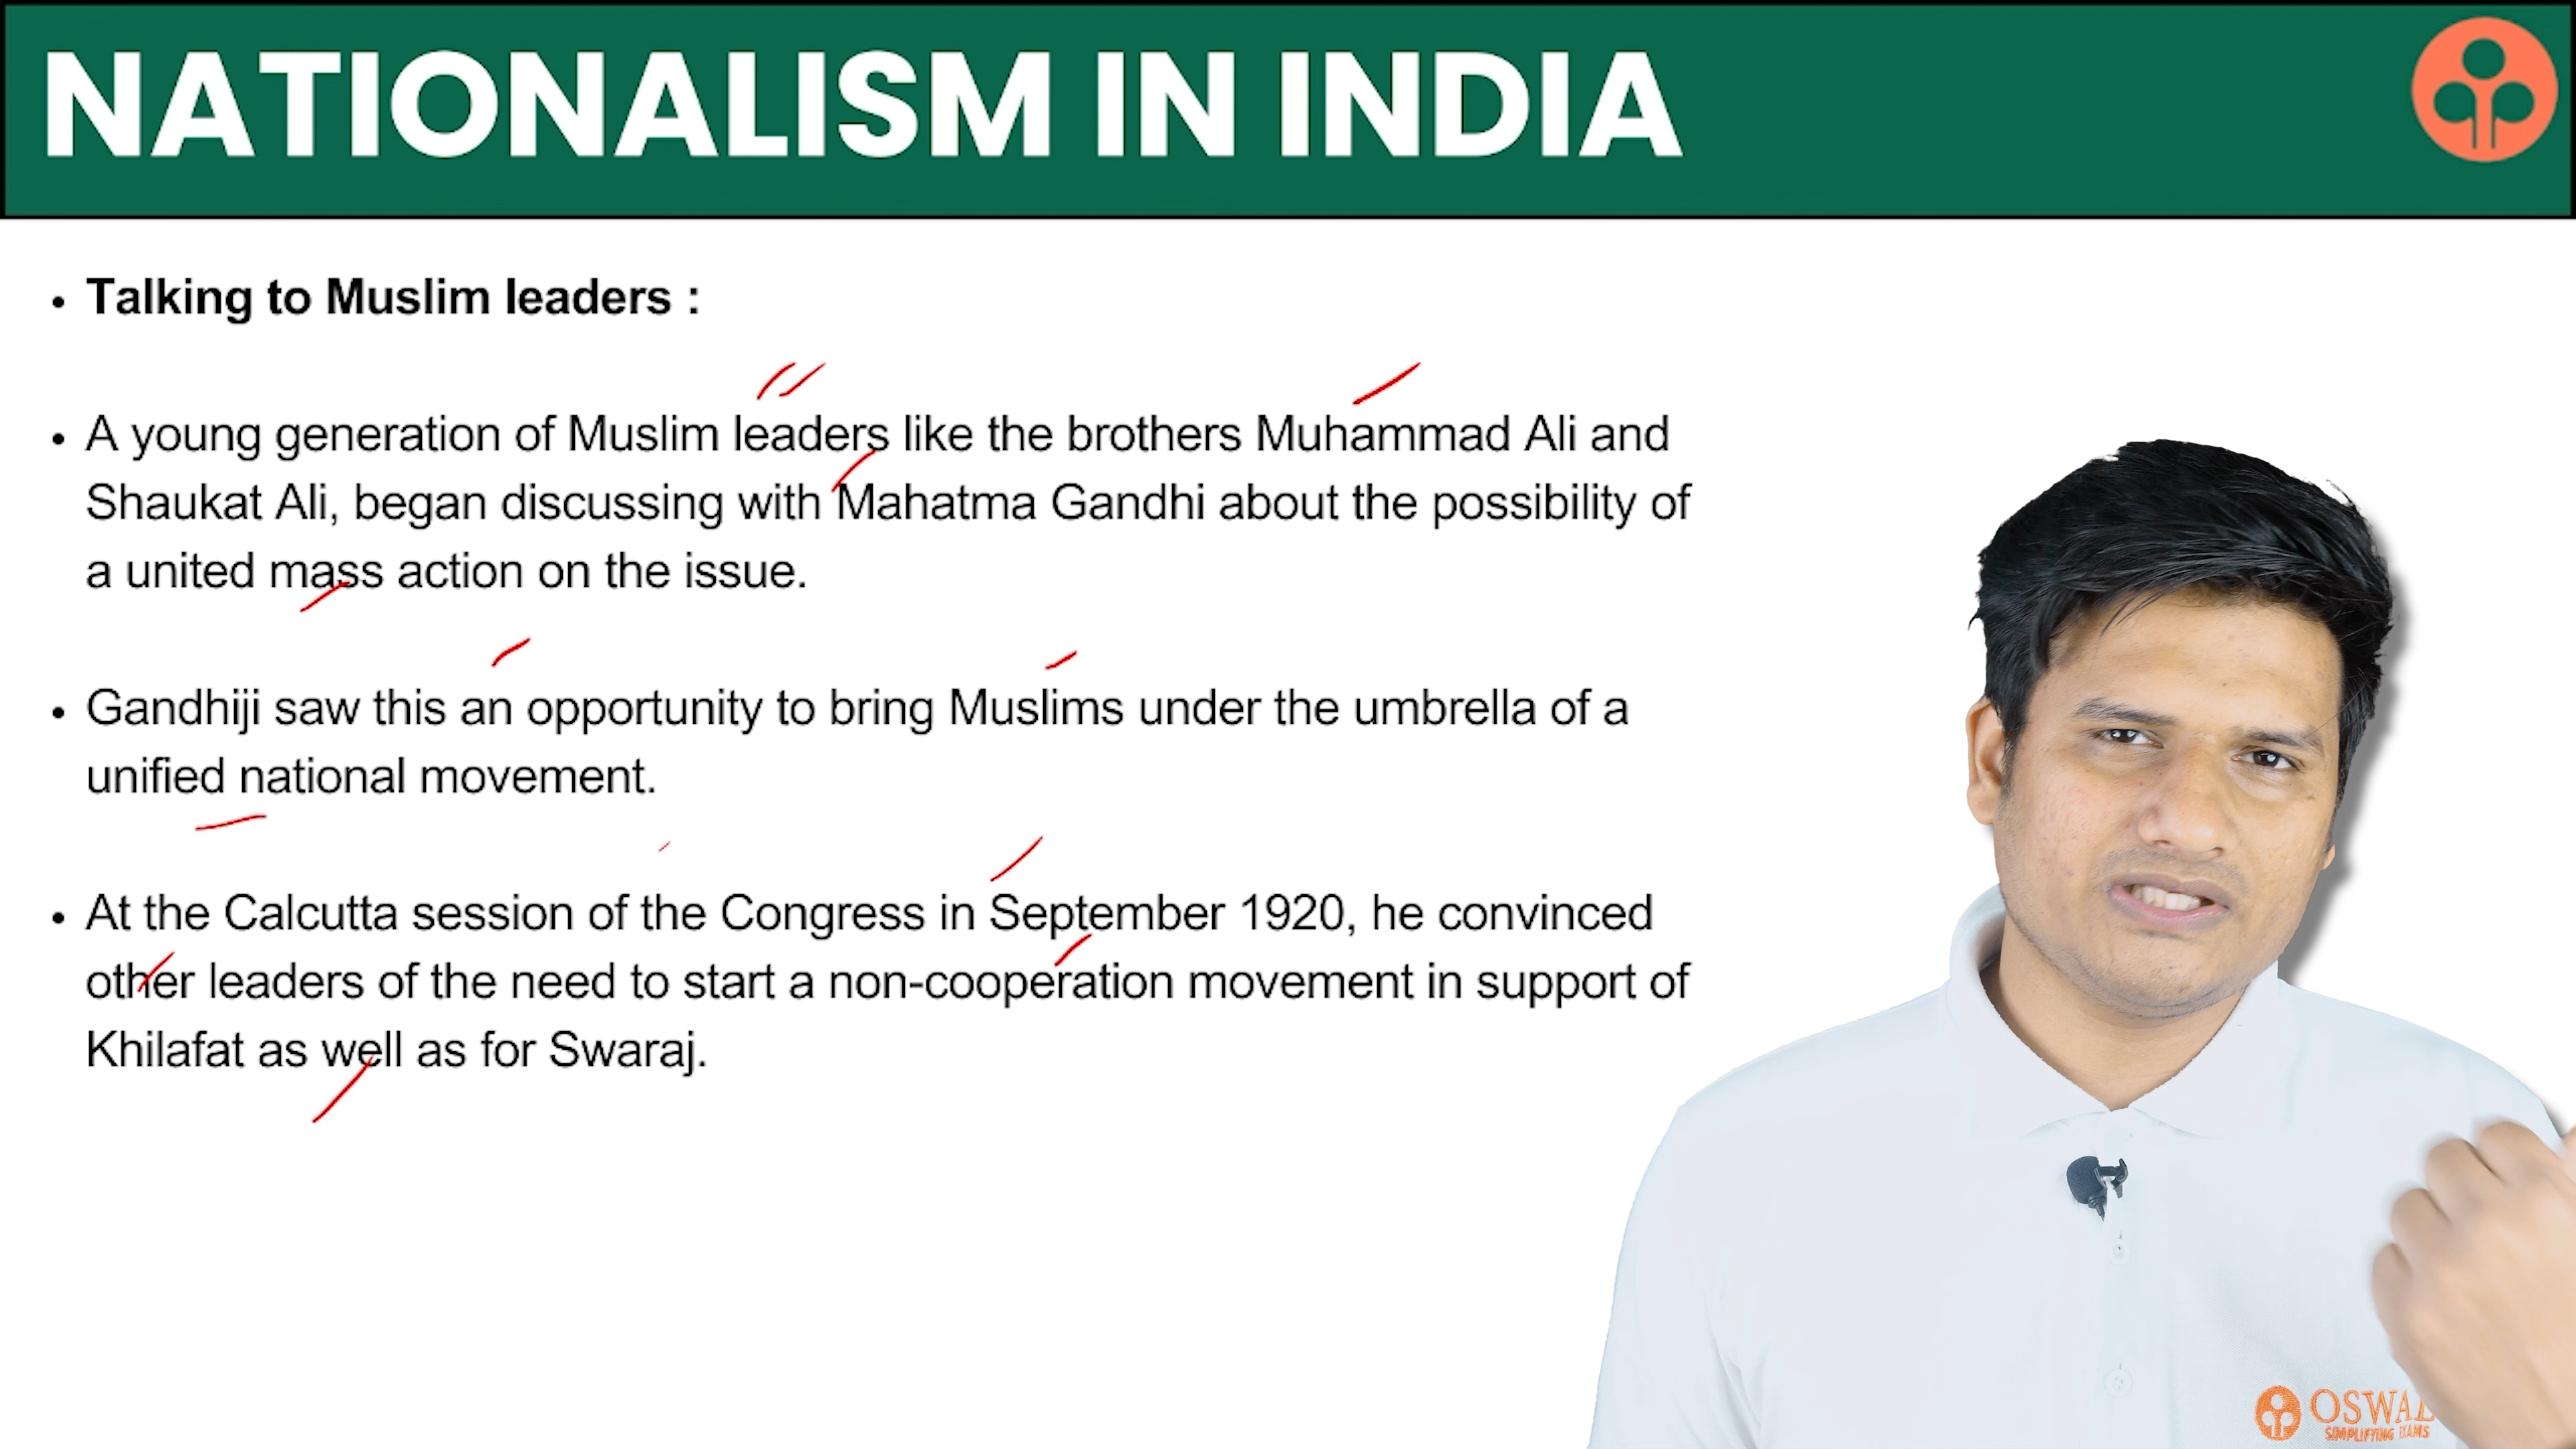 NATIONALISM IN INDIA
• Talking to Muslim leaders :
• A young generation of Muslim leaders like the brothers Muhammad Ali and
Shaukat Ali, began discussing with Mahatma Gandhi about the possibility of
a united mass action on the issue.
• Gandhiji saw this an opportunity to bring Muslims under the umbrella of a
unified national movement.
• At the Calcutta session of the Congress in September 1920, he convinced
other leaders of the need to start a non-cooperation movement in support of
Khilafat as well as for Swaraj.
OSWAL
SIMPLIFYING EXAMS